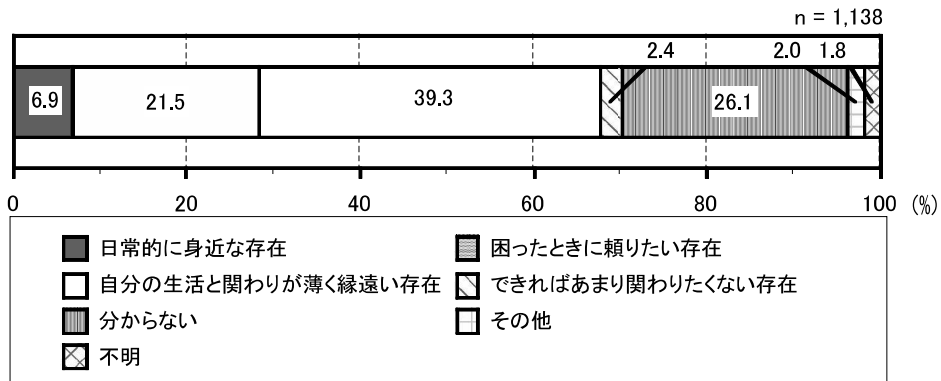 n = 1,138
2.4 2.0 1.8
6.9 21.5 39.3 26.1
0 20 40 60 80 100 (%)
日常的に身近な存在 困ったときに頼りたい存在
自分の生活と関わりが薄く縁遠い存在 できればあまり関わりたくない存在
分からない その他
不明